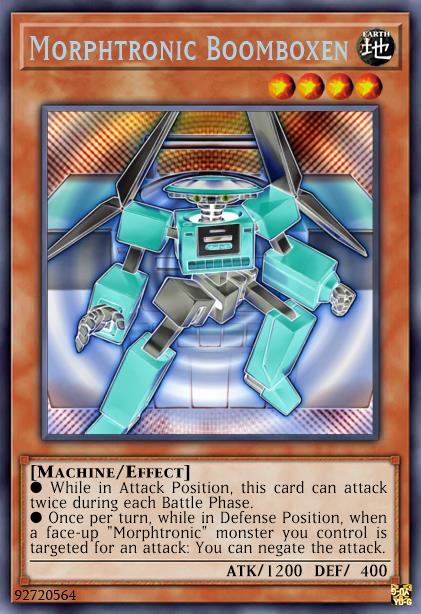 MORPHTRONIC BOOMBOXEN
EARTH
地
[MACHINE/EFFECT]
● While in Attack Position, this card can attack
twice during each Battle Phase.
● Once per turn, while in Defense Position, when
a face-up "Morphtronic" monster you control is
targeted for an attack: You can negate the attack.
ATK/1200 DEF/ 400
92720564